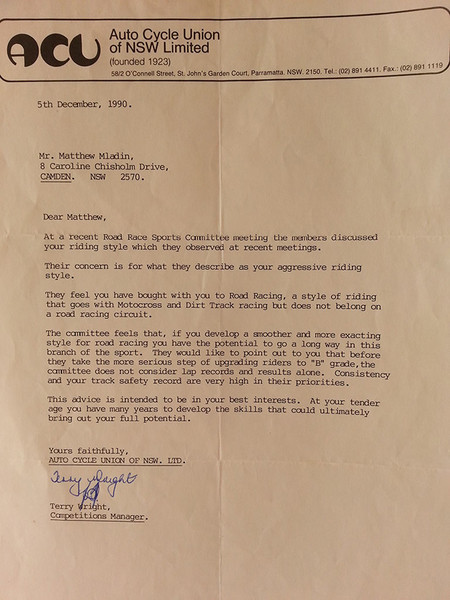 ACU
Auto Cycle Union
of NSW Limited
(founded 1923)
58/2 O'Connell Street, St. John's Garden Court, Parramatta. NSW. 2150. Tel.: (02) 891 4411. Fax.: (02) 891 1119
5th December, 1990.
Mr. Matthew Mladin,
8 Caroline Chisholm Drive,
CAMDEN. NSW 2570.
Dear Matthew,
At a recent Road Race Sports Committee meeting the members discussed
your riding style which they observed at recent meetings.
Their concern is for what they describe as your aggressive riding
style.
They feel you have bought with you to Road Racing, a style of riding
that goes with Motocross and Dirt Track racing but does not belong on
a road racing circuit.
The committee feels that, if you develop a smoother and more exacting
style for road racing you have the potential to go a long way in this
branch of the sport. They would like to point out to you that before
they take the more serious step of upgrading riders to "B" grade,the
committee does not consider lap records and results alone. Consistency
and your track safety record are very high in their priorities.
This advice is intended to be in your best interests. At your tender
age you have many years to develop the skills that could ultimately
bring out your full potential.
Yours faithfully,
AUTO CYCLE UNION OF NSW. LTD.
Terry Wright
Terry Wright,
Competitions Manager.